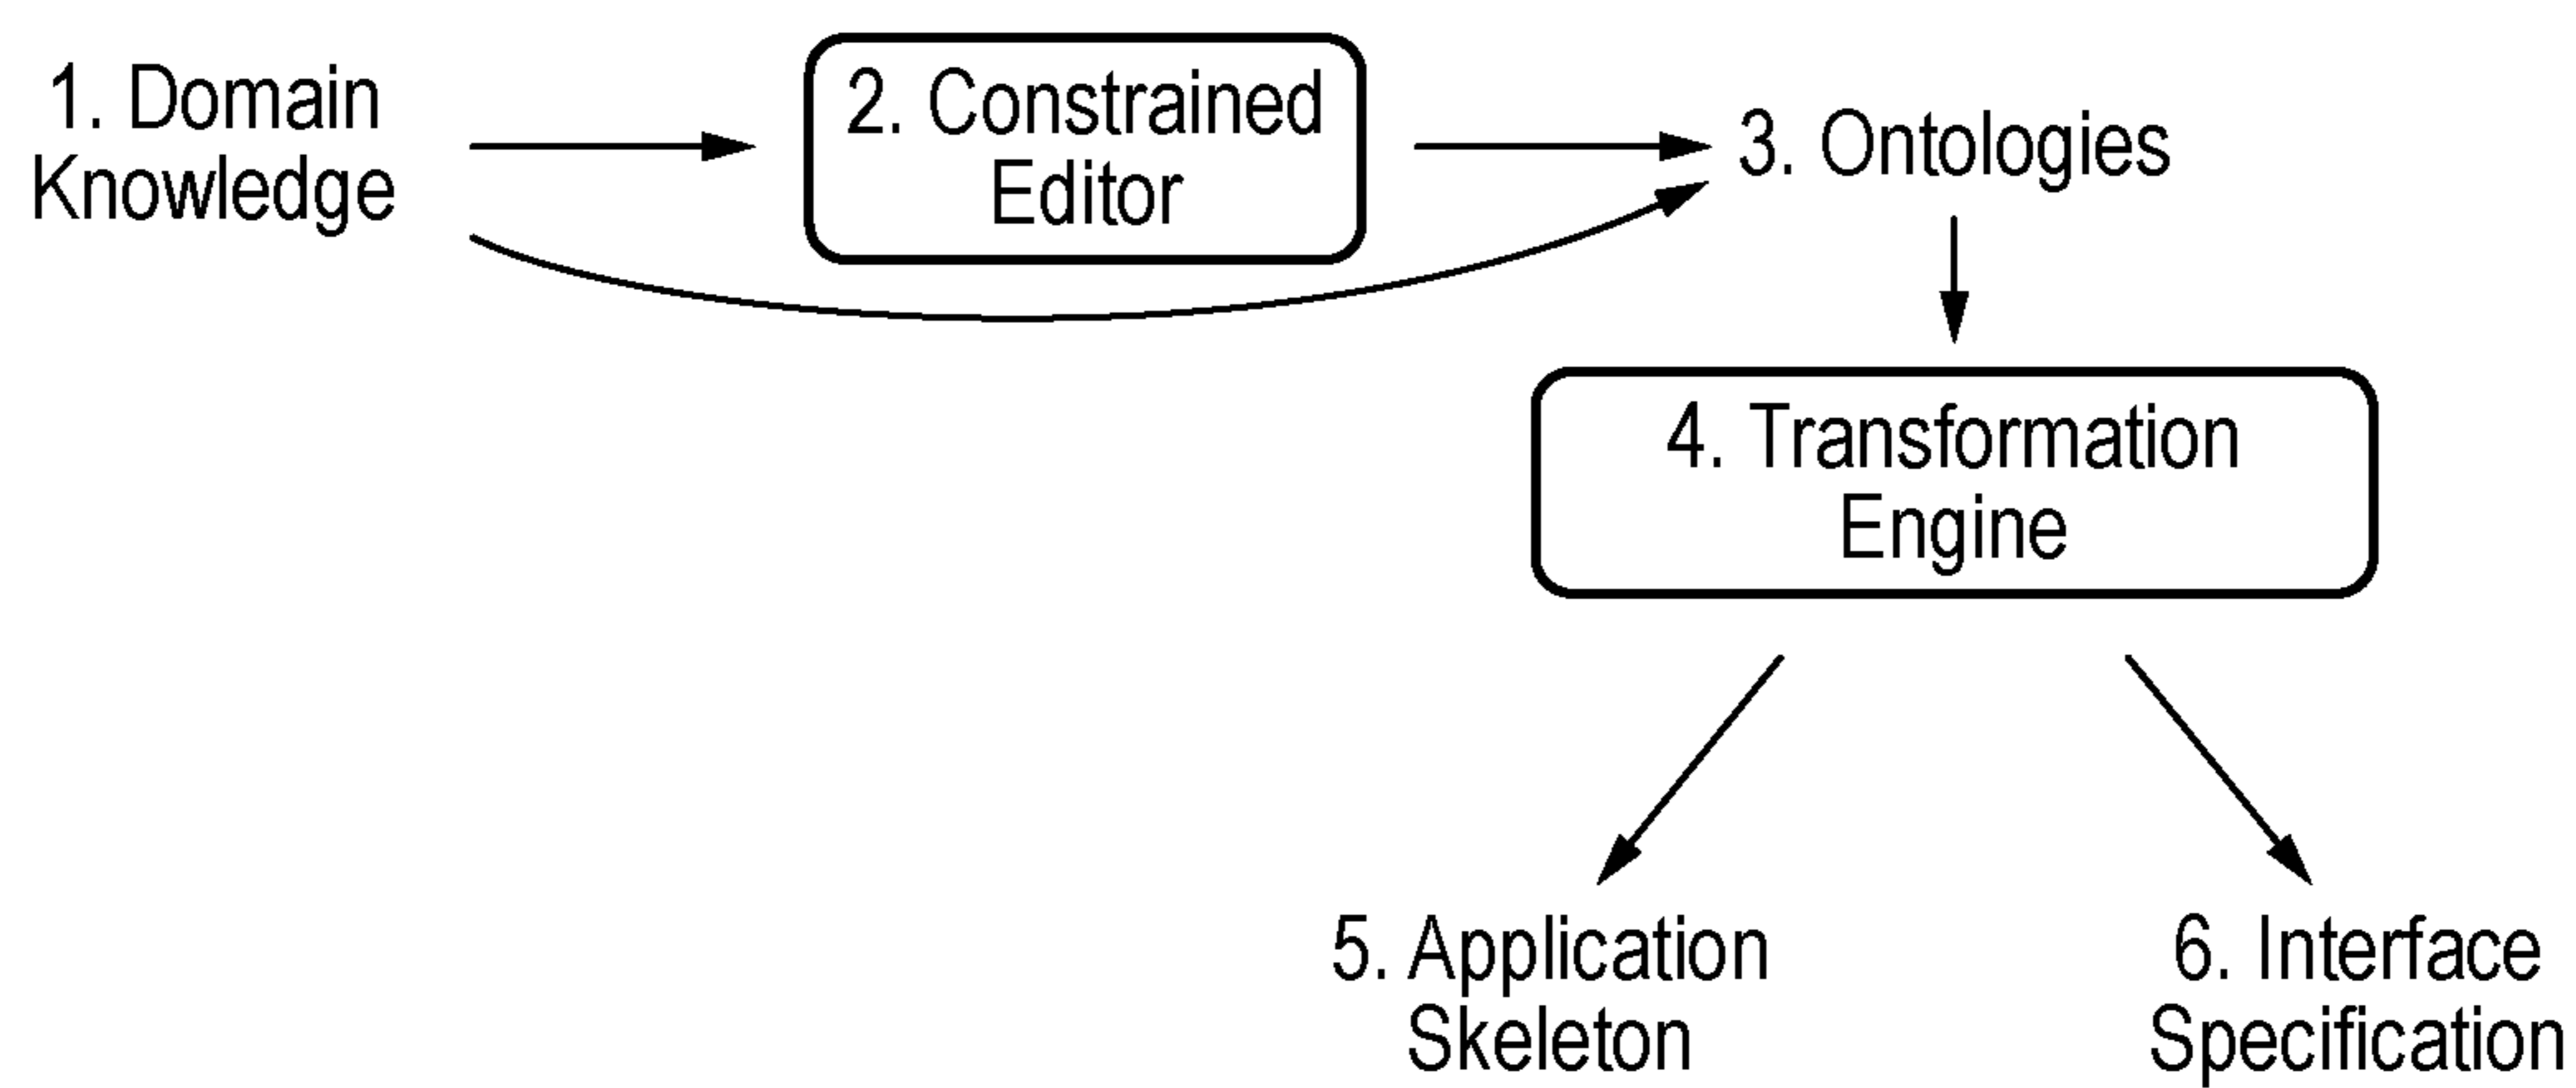 1. Domain
Knowledge
2. Constrained
Editor
3. Ontologies
4. Transformation
Engine
5. Application
Skeleton
6. Interface
Specification